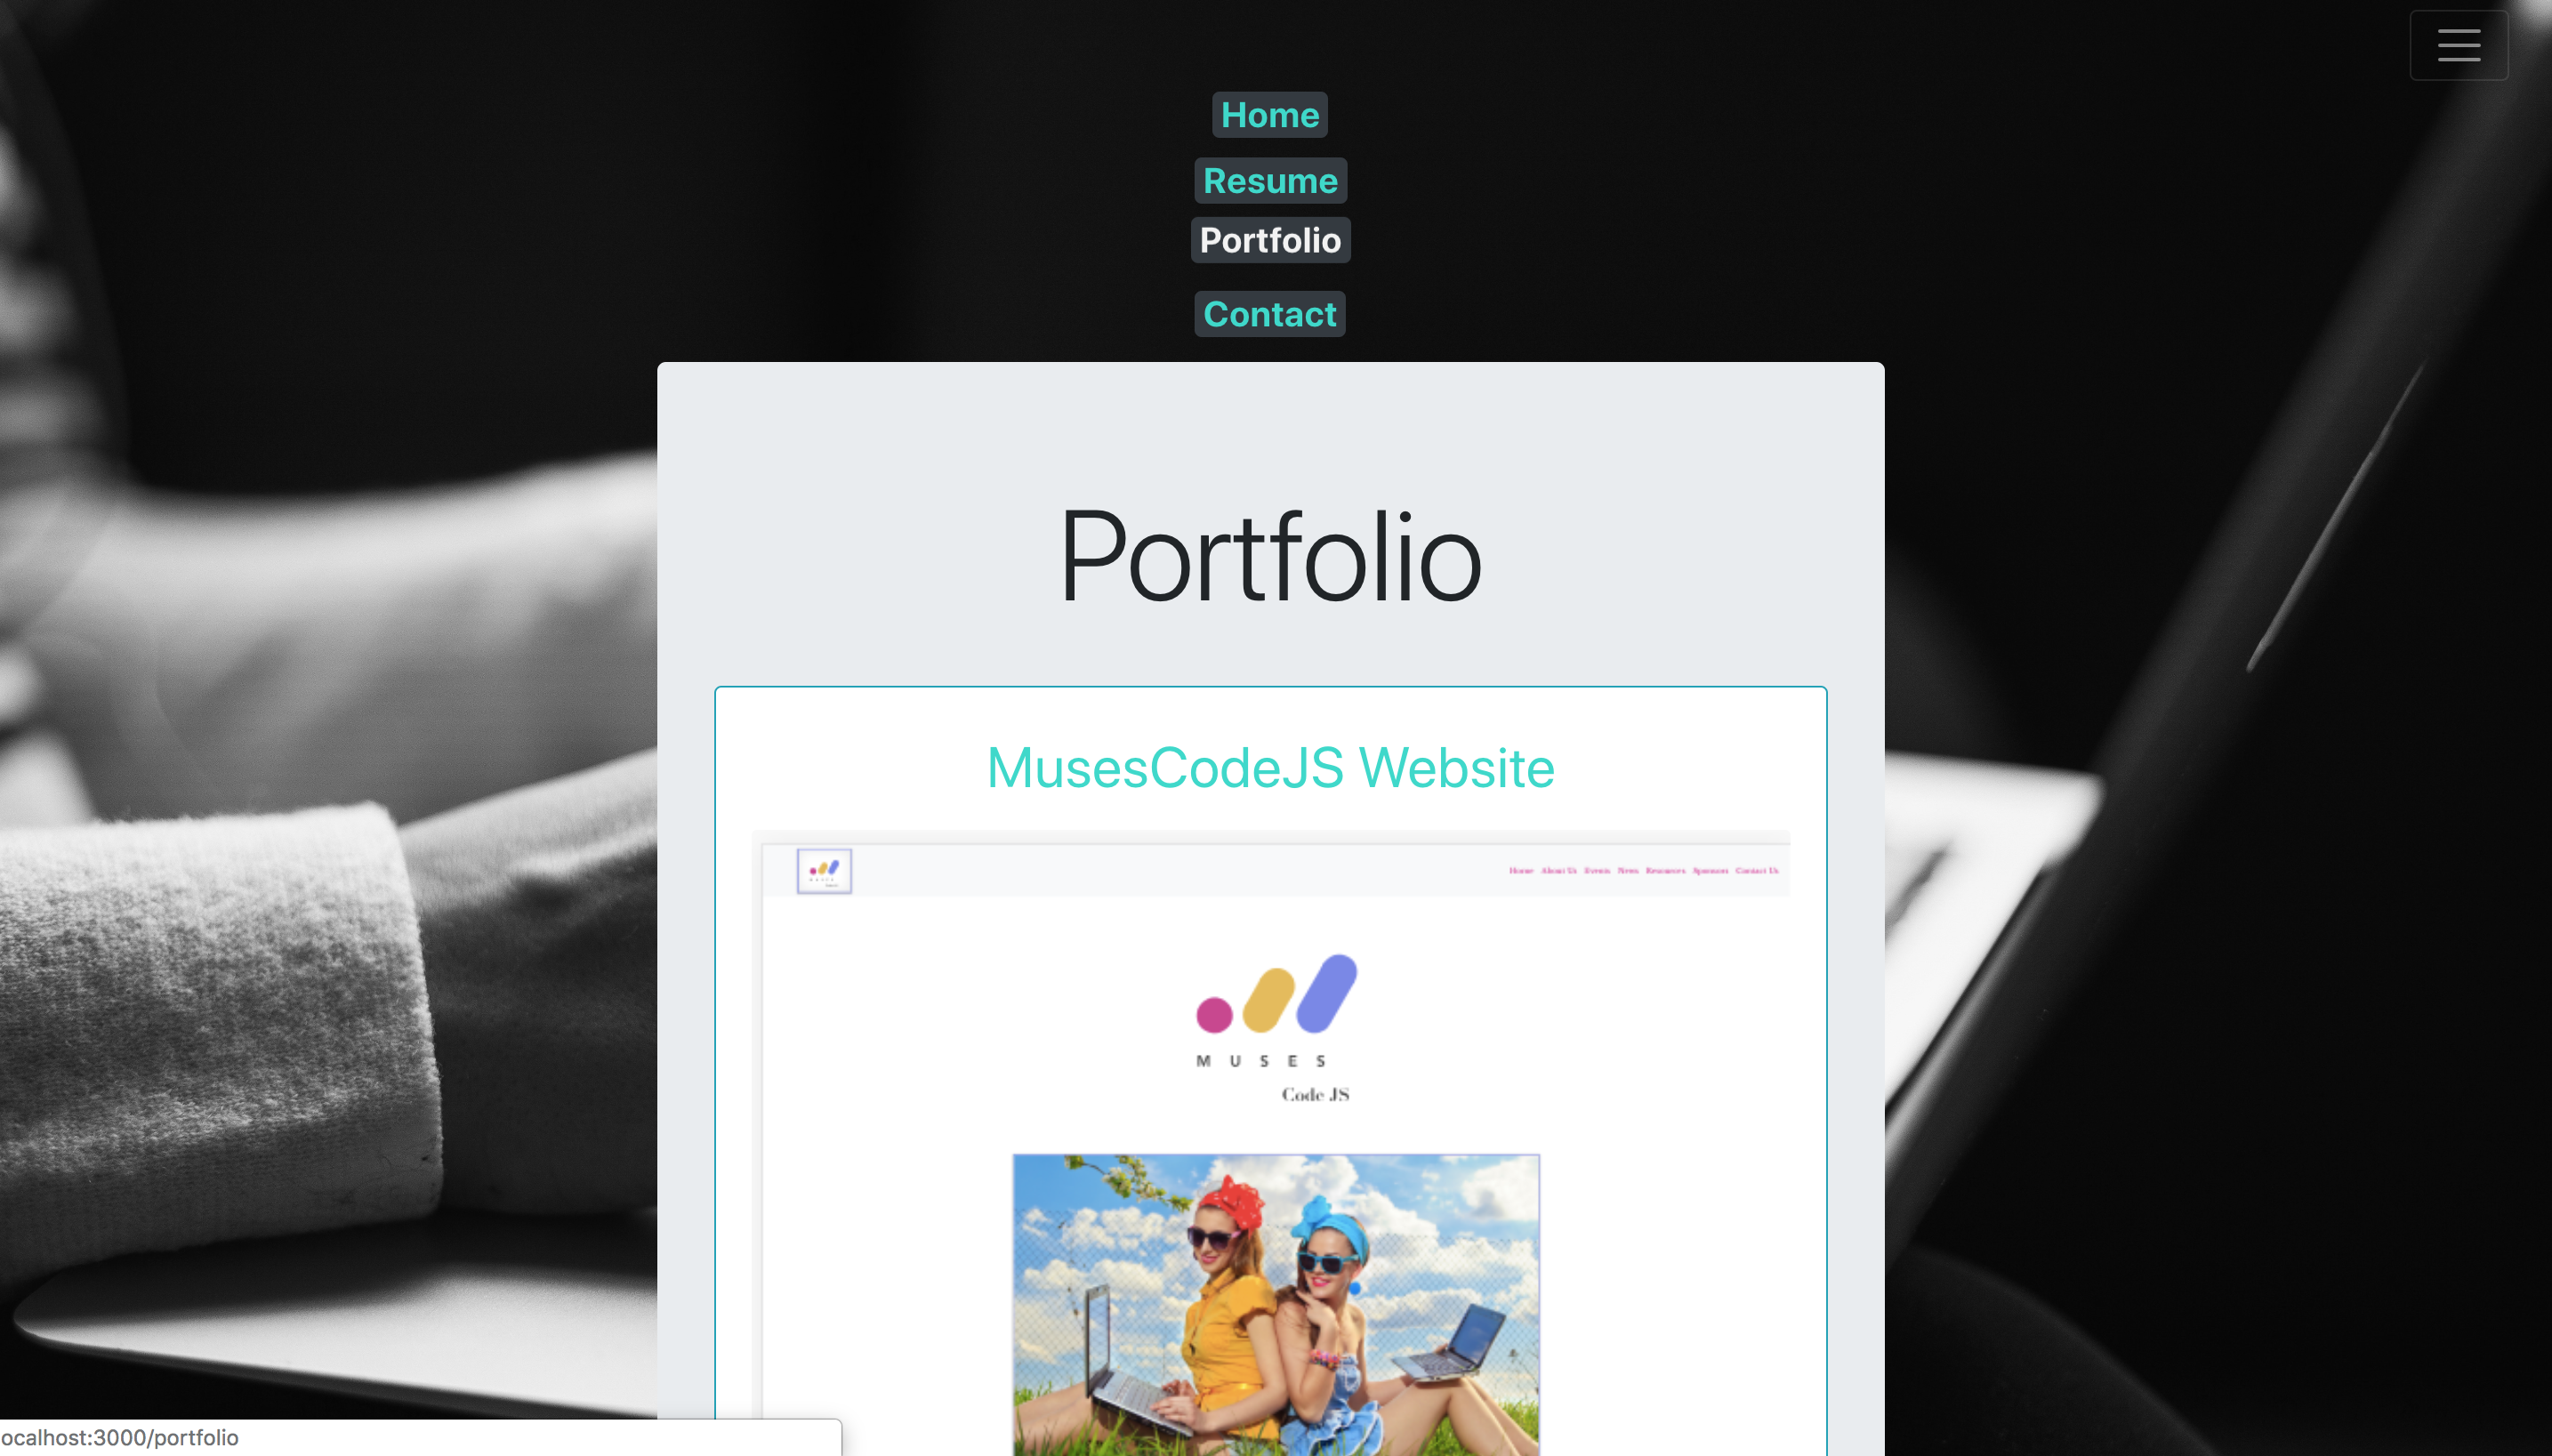 Home
Resume
Portfolio
Contact
Portfolio
MusesCodeJS Website
Home About Us Events News Resources Sponsors Contact Us
MUSES
Code JS
ocalhost:3000/portfolio